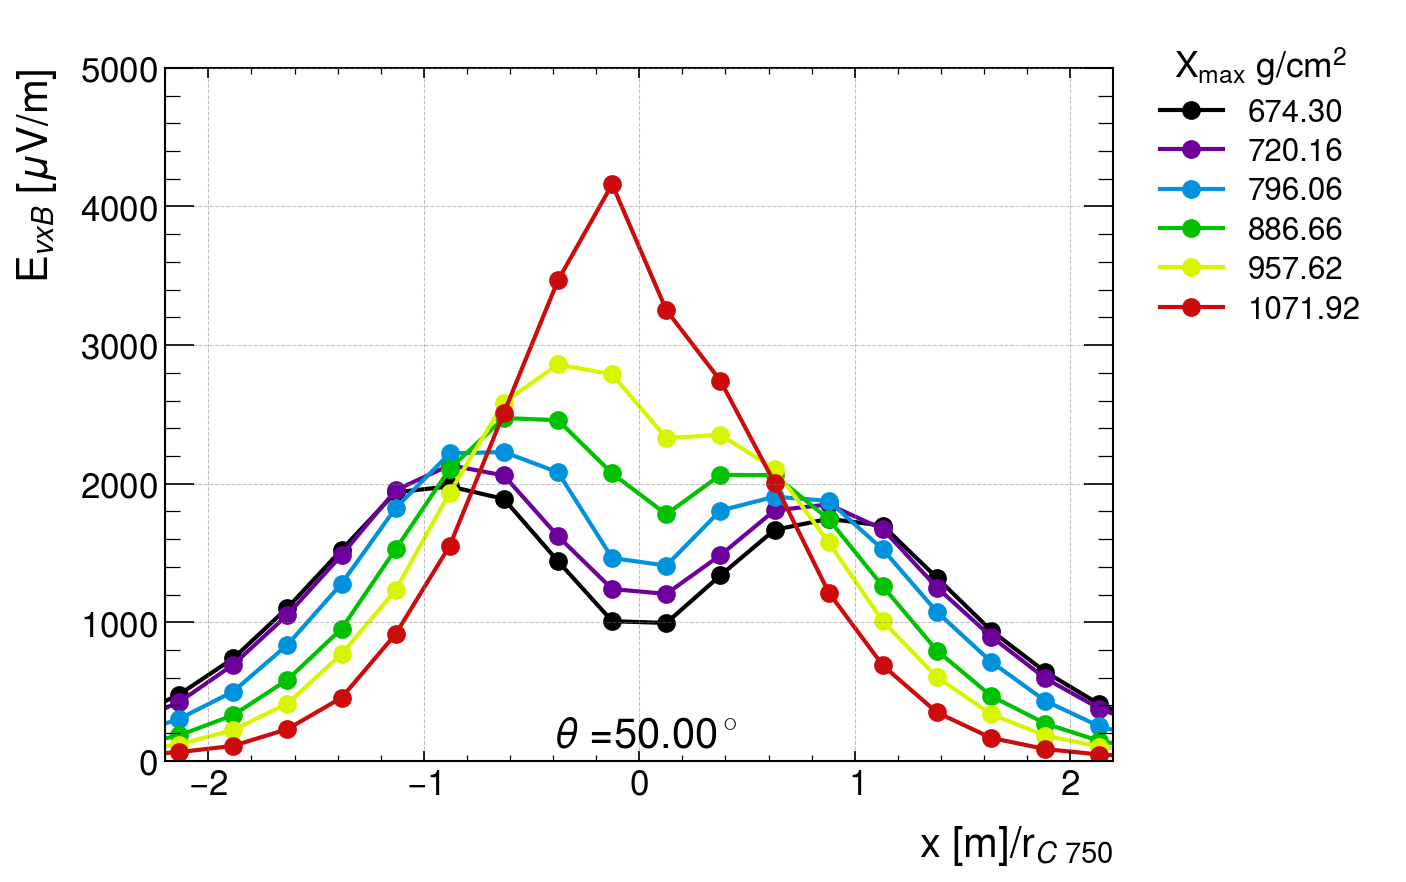 X_max g/cm²
674.30
720.16
796.06
886.66
957.62
1071.92
E_vxB [μV/m]
5000
4000
3000
2000
1000
0
θ =50.00°
−2 −1 0 1 2
x [m]/r_C 750